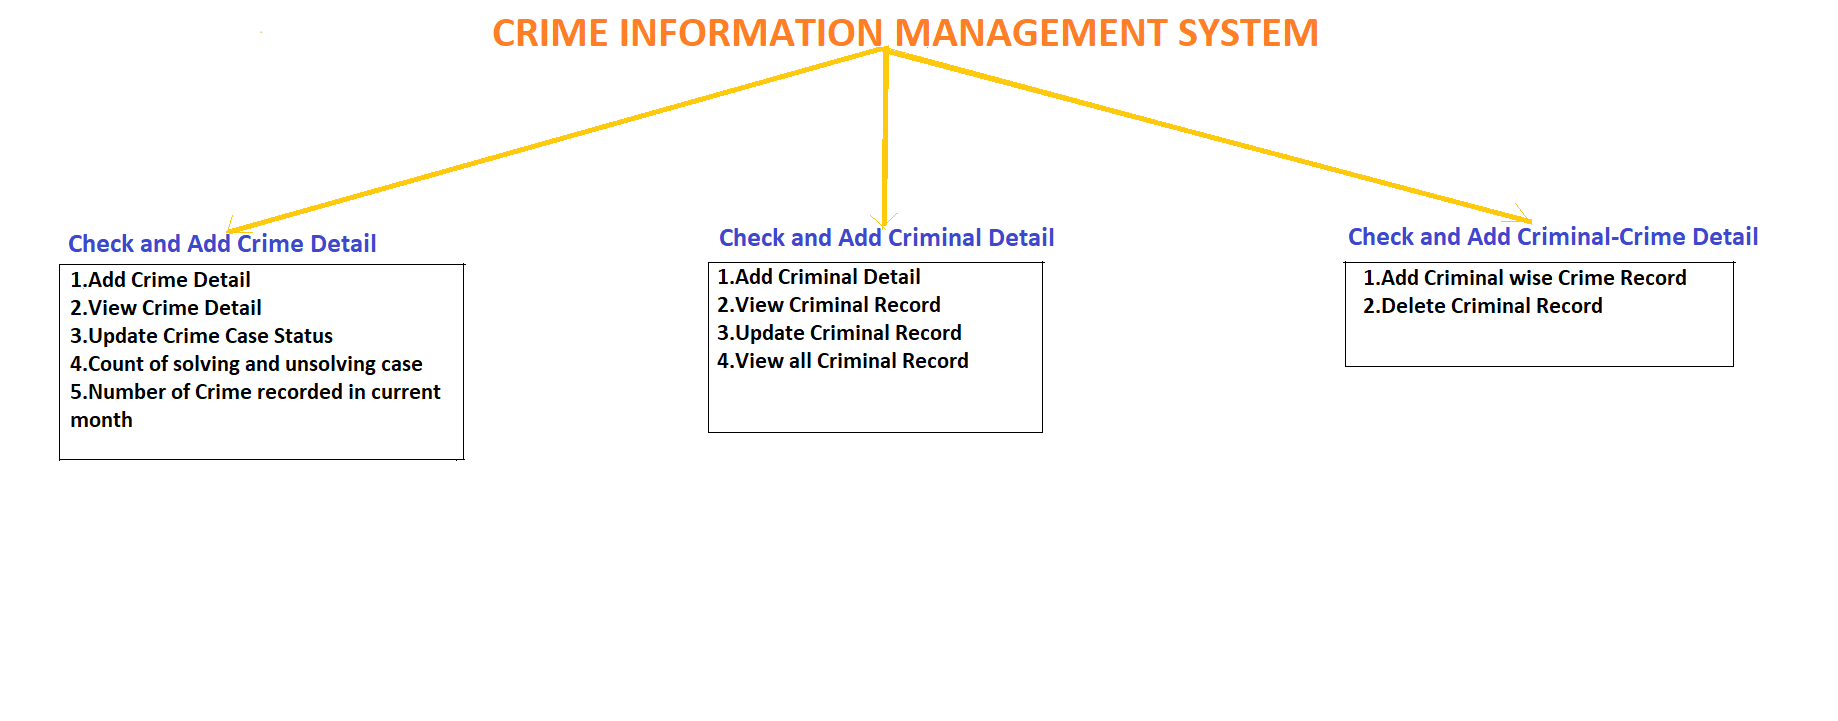 CRIME INFORMATION MANAGEMENT SYSTEM
Check and Add Crime Detail
1.Add Crime Detail
2.View Crime Detail
3.Update Crime Case Status
4.Count of solving and unsolving case
5.Number of Crime recorded in current
month
Check and Add Criminal Detail
1.Add Criminal Detail
2.View Criminal Record
3.Update Criminal Record
4.View all Criminal Record
Check and Add Criminal-Crime Detail
1.Add Criminal wise Crime Record
2.Delete Criminal Record